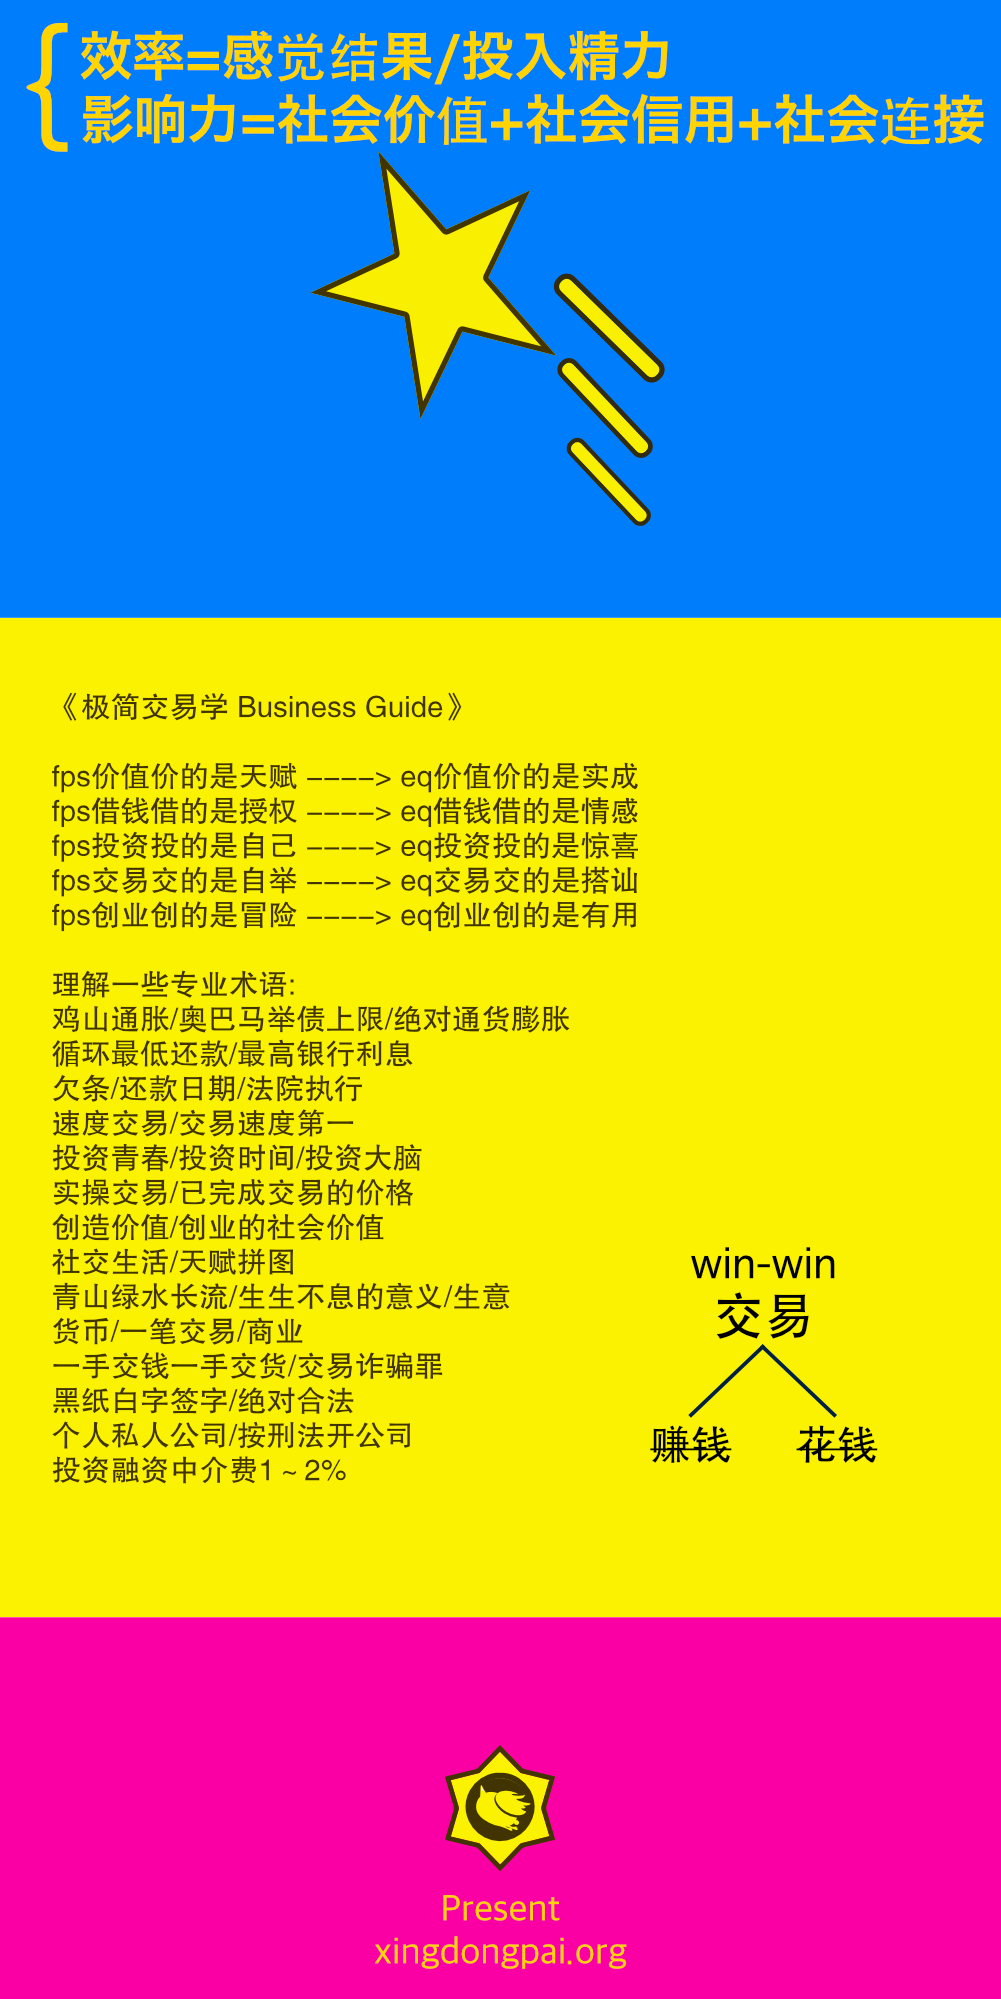 效率=感觉结果/投入精力
影响力=社会价值+社会信用+社会连接
《极简交易学 Business Guide》
fps价值价的是天赋 ----> eq价值价的是实成
fps借钱借的是授权 ----> eq借钱借的是情感
fps投资投的是自己 ----> eq投资投的是惊喜
fps交易交的是自举 ----> eq交易交的是搭讪
fps创业创的是冒险 ----> eq创业创的是有用
理解一些专业术语:
鸡山通胀/奥巴马举债上限/绝对通货膨胀
循环最低还款/最高银行利息
欠条/还款日期/法院执行
速度交易/交易速度第一
投资青春/投资时间/投资大脑
实操交易/已完成交易的价格
创造价值/创业的社会价值
社交生活/天赋拼图
青山绿水长流/生生不息的意义/生意
货币/一笔交易/商业
一手交钱一手交货/交易诈骗罪
黑纸白字签字/绝对合法
个人私人公司/按刑法开公司
投资融资中介费1～2%
win-win
交易
赚钱 花钱
Present
xingdongpai.org